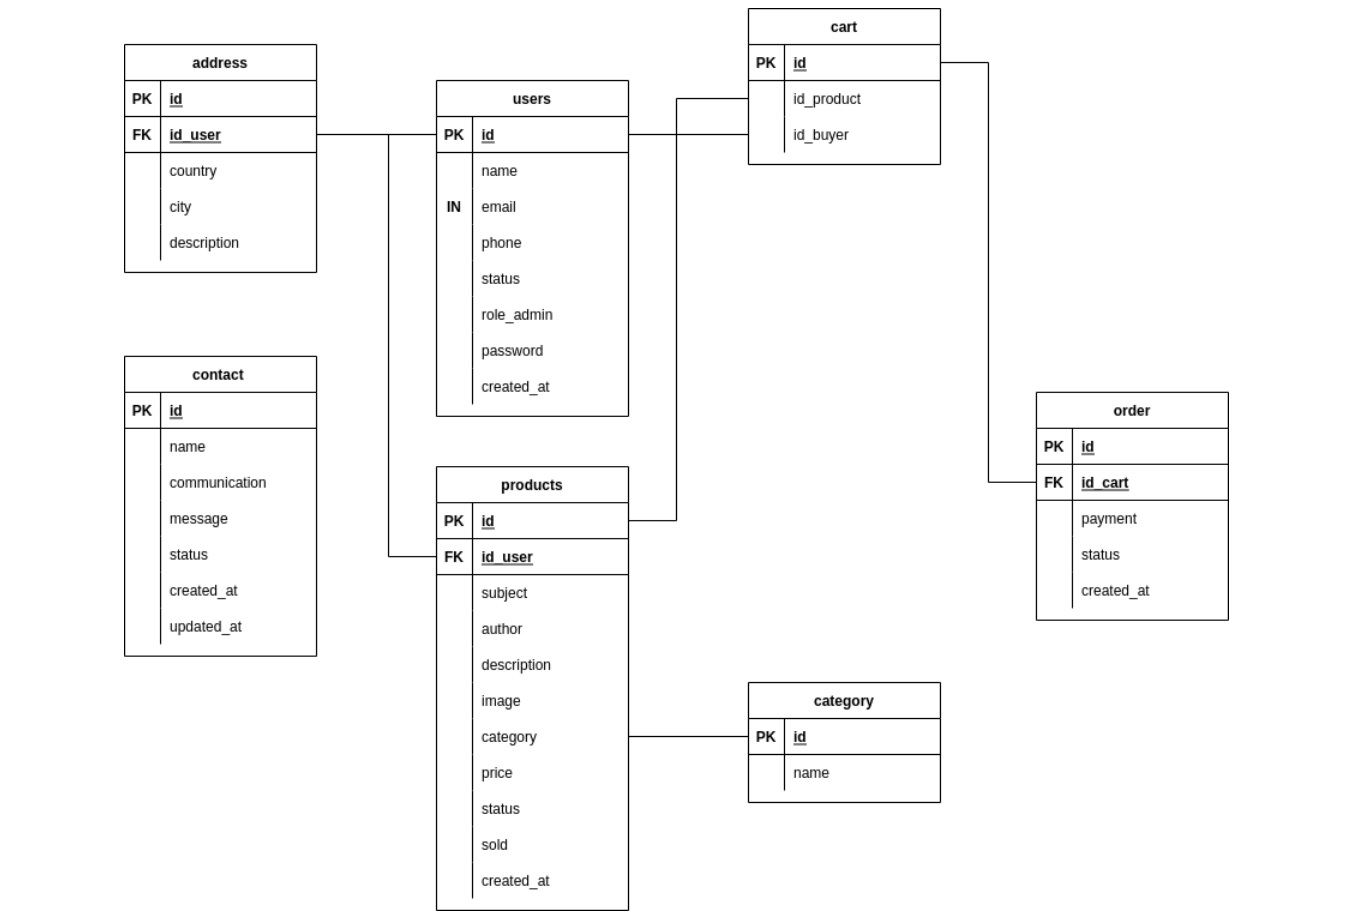 address
PK id
FK id_user
country
city
description
users
PK id
name
IN email
phone
status
role_admin
password
created_at
cart
PK id
id_product
id_buyer
contact
PK id
name
communication
message
status
created_at
updated_at
products
PK id
FK id_user
subject
author
description
image
category
price
status
sold
created_at
order
PK id
FK id_cart
payment
status
created_at
category
PK id
name